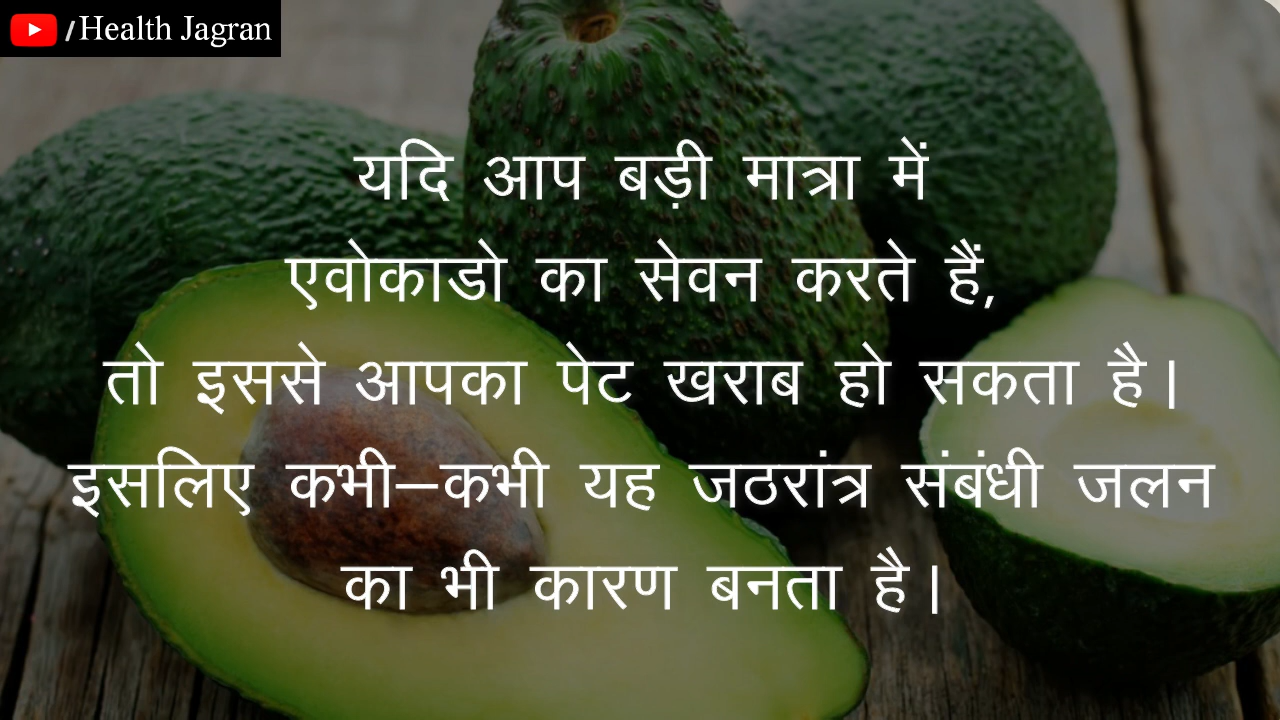 /Health Jagran
यदि आप बड़ी मात्रा में
एवोकाडो का सेवन करते हैं,
तो इससे आपका पेट खराब हो सकता है।
इसलिए कभी–कभी यह जठरांत्र संबंधी जलन
का भी कारण बनता है।